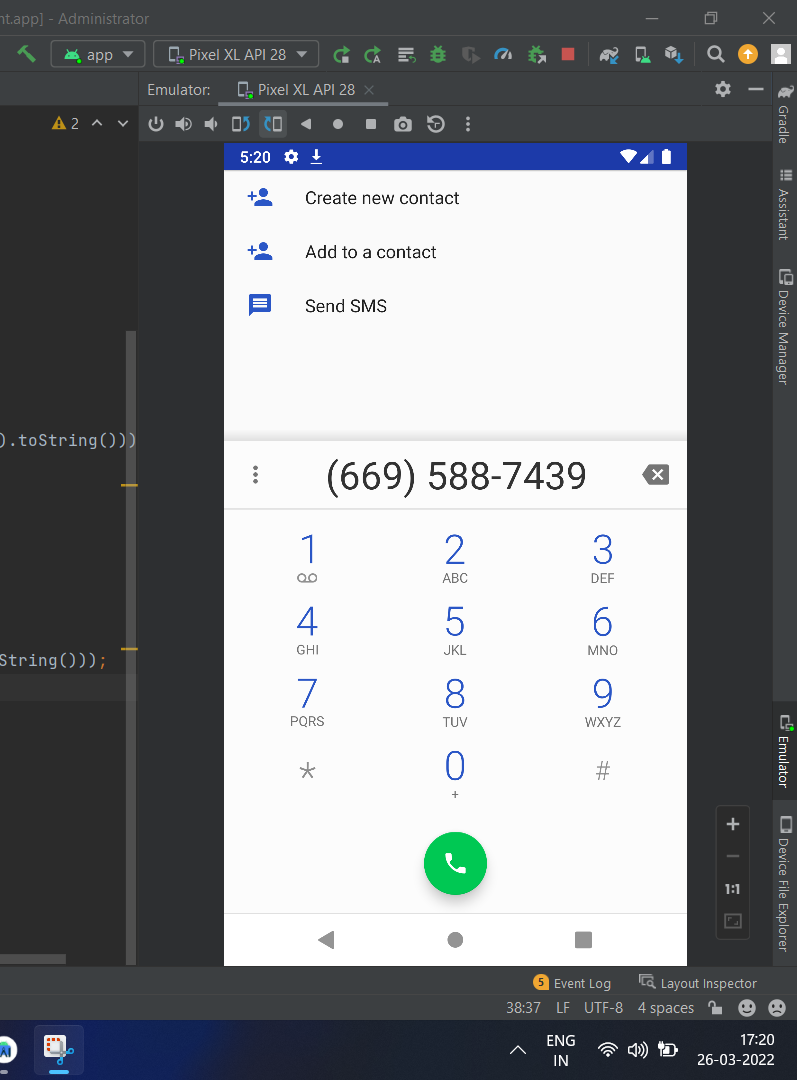 nt.app] - Administrator
app
Pixel XL API 28
Emulator:
Pixel XL API 28
2
5:20
Create new contact
Add to a contact
Send SMS
).toString()))
String()));
(669) 588-7439
1
2
ABC
3
DEF
4
GHI
5
JKL
6
MNO
7
PQRS
8
TUV
9
WXYZ
*
0
+
#
1:1
Gradle
Assistant
Device Manager
Emulator
Device File Explorer
5 Event Log
Layout Inspector
38:37 LF UTF-8 4 spaces
ENG
IN
17:20
26-03-2022